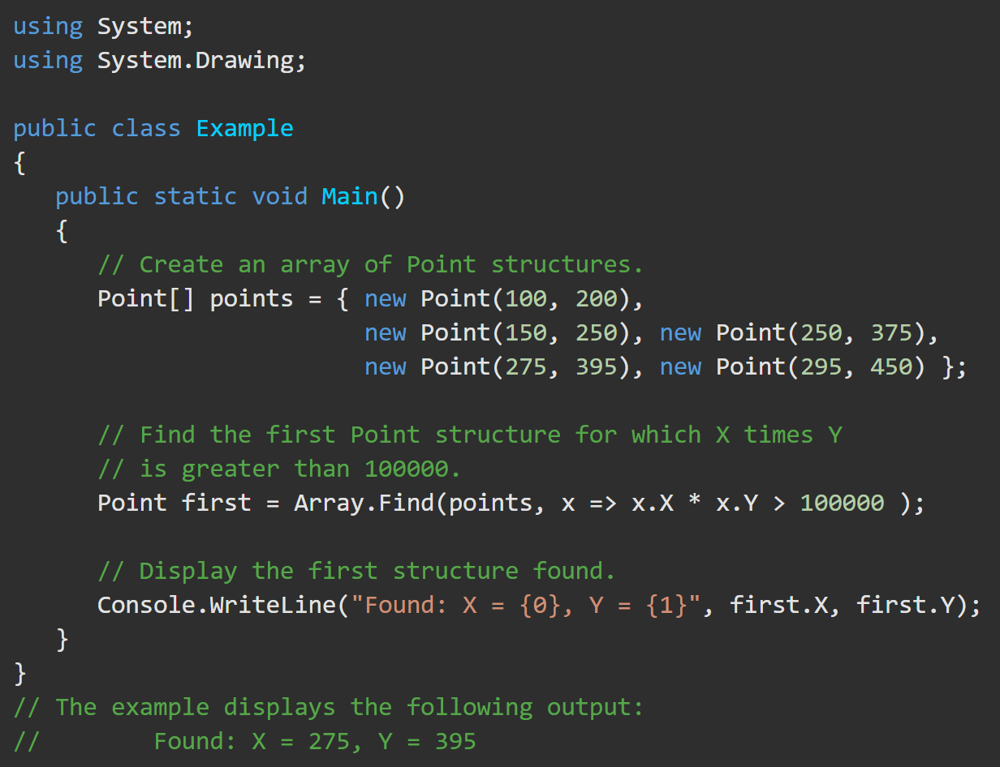 using System;
using System.Drawing;

public class Example
{
   public static void Main()
   {
      // Create an array of Point structures.
      Point[] points = { new Point(100, 200),
                         new Point(150, 250), new Point(250, 375),
                         new Point(275, 395), new Point(295, 450) };

      // Find the first Point structure for which X times Y
      // is greater than 100000.
      Point first = Array.Find(points, x => x.X * x.Y > 100000 );

      // Display the first structure found.
      Console.WriteLine("Found: X = {0}, Y = {1}", first.X, first.Y);
   }
}
// The example displays the following output:
//        Found: X = 275, Y = 395